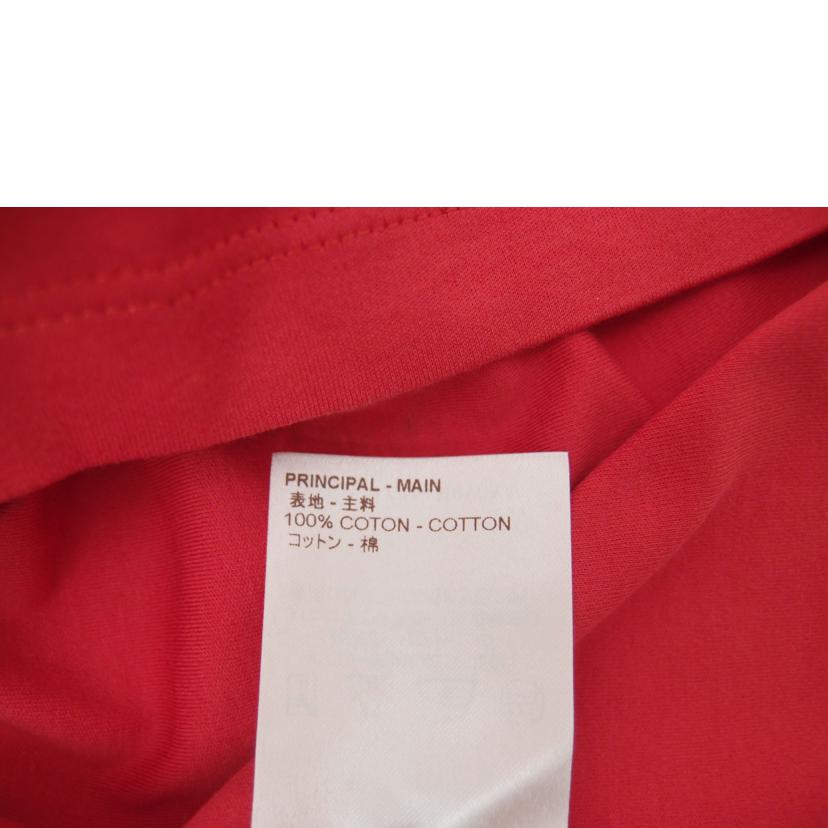 PRINCIPAL - MAIN
表地 - 主料
100% COTON - COTTON
コットン - 棉